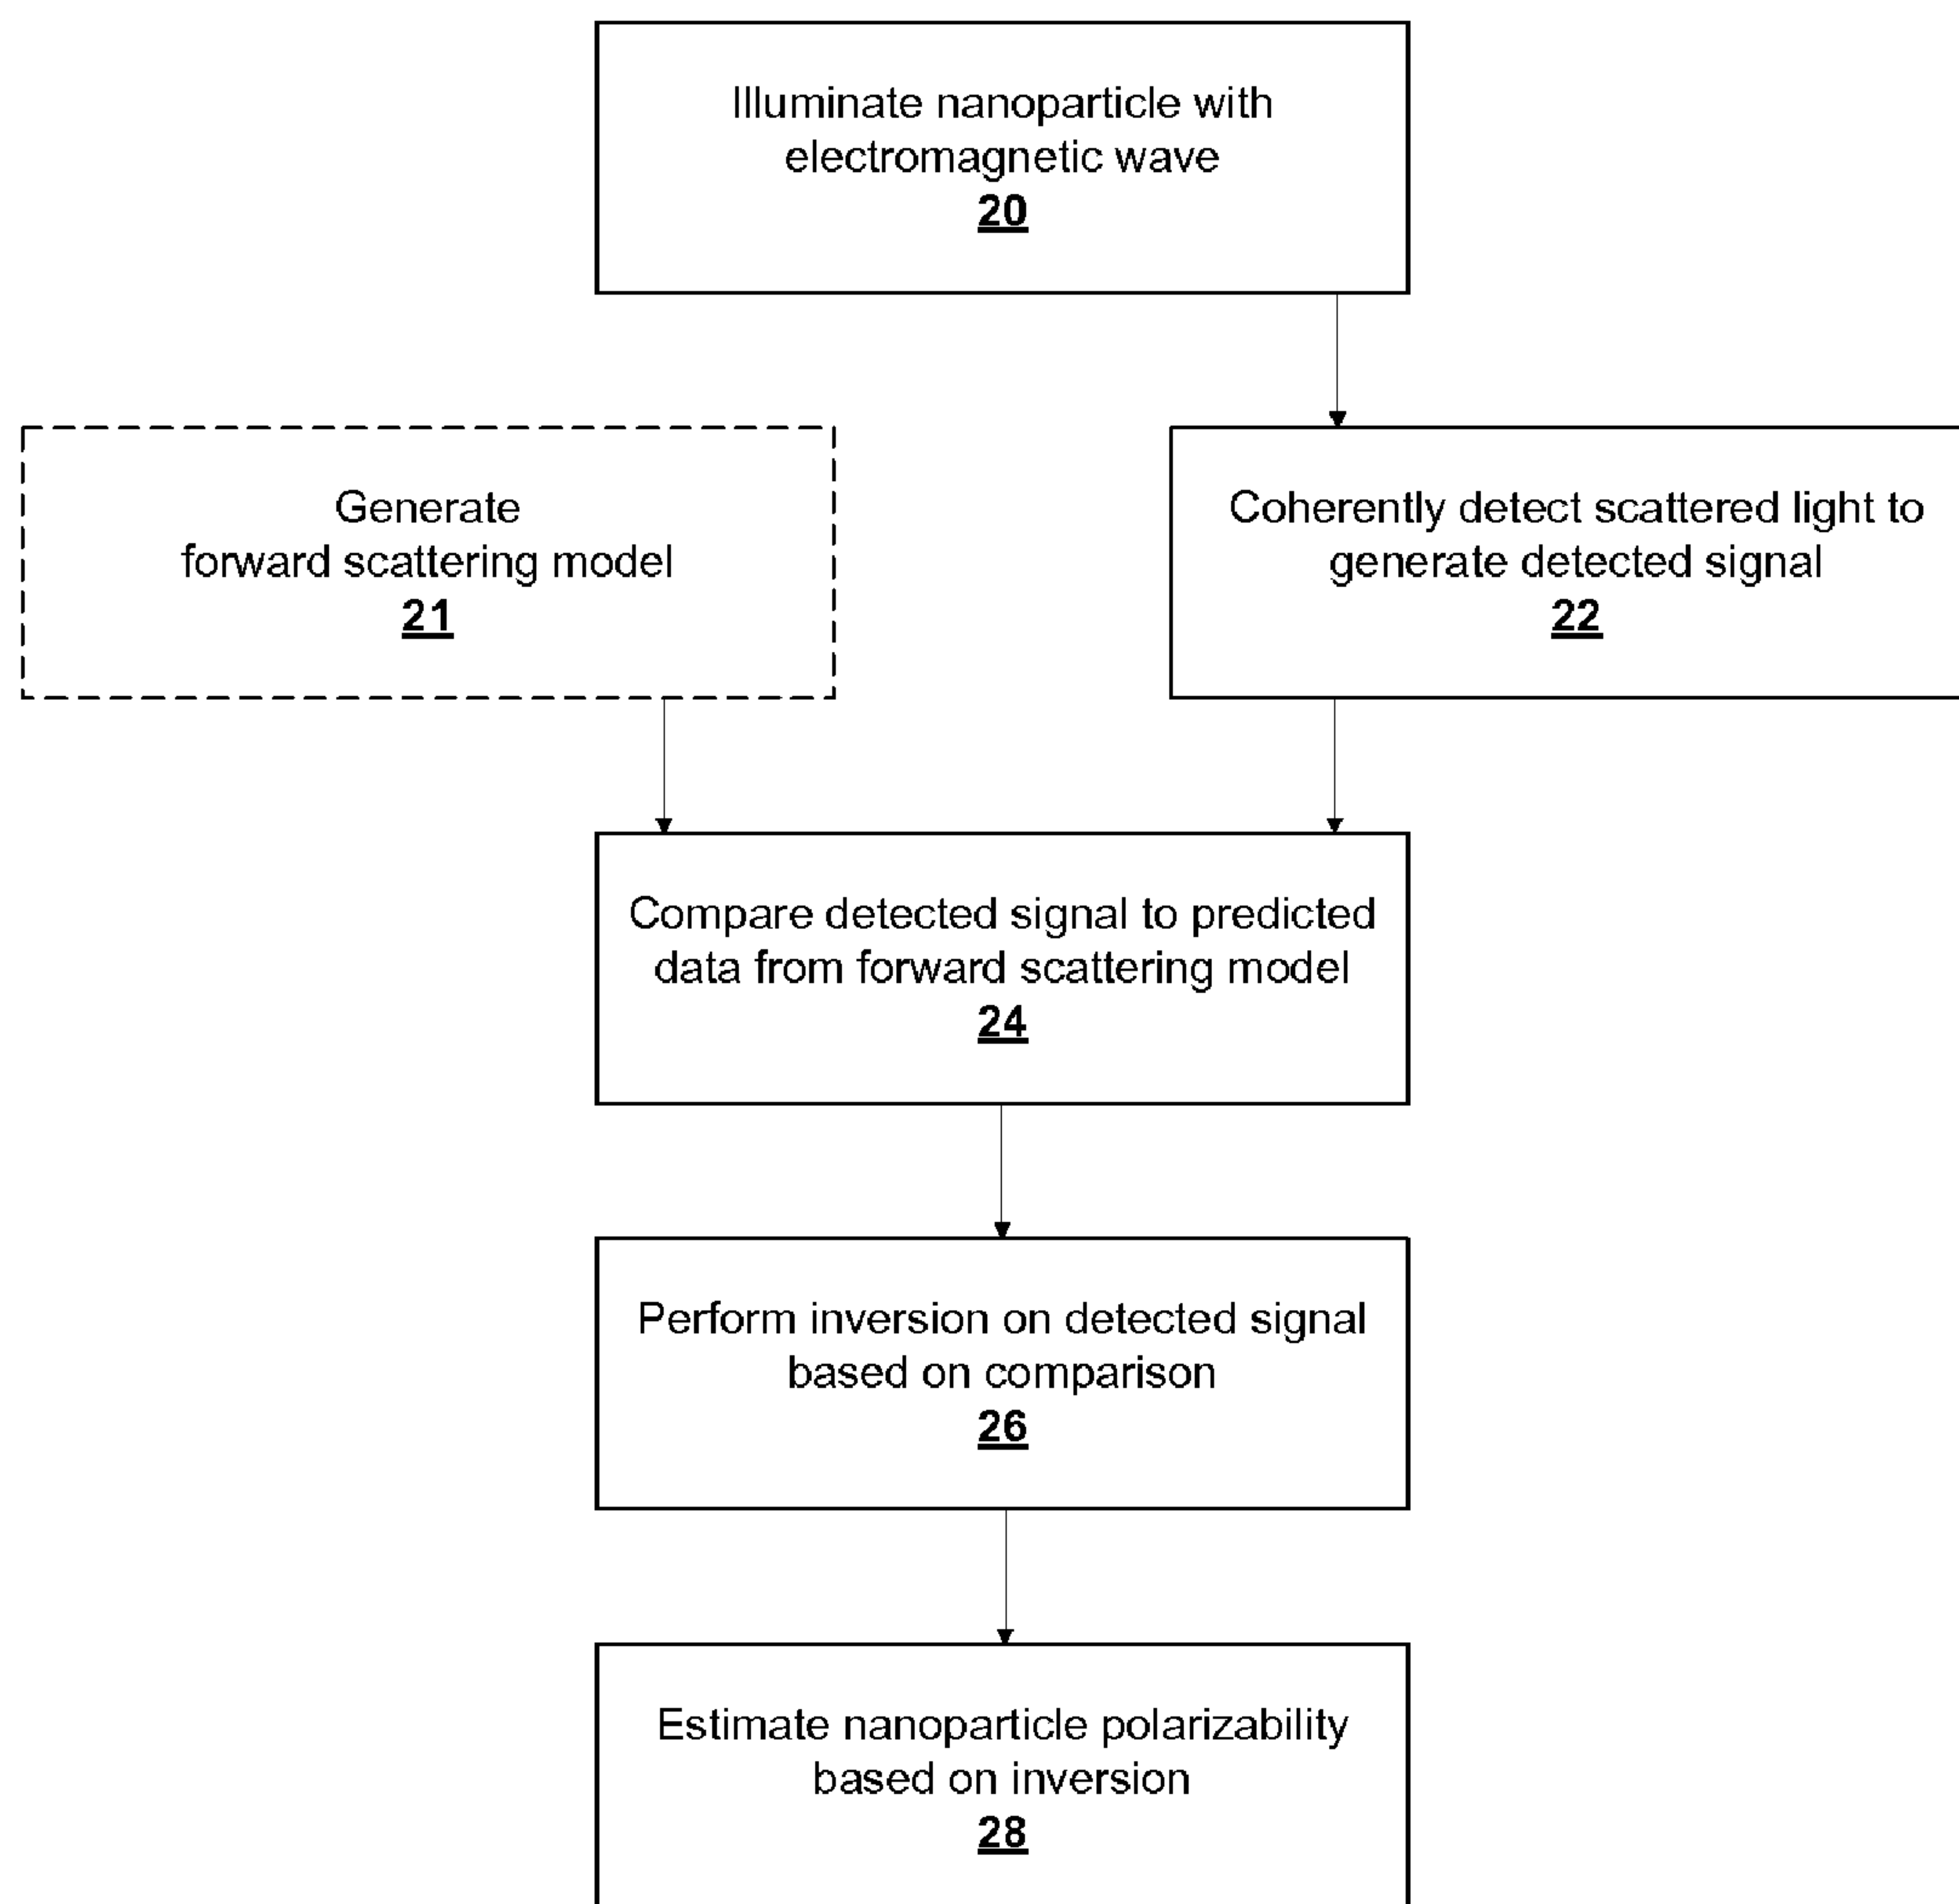 Illuminate nanoparticle with
electromagnetic wave
20
Generate
forward scattering model
21
Coherently detect scattered light to
generate detected signal
22
Compare detected signal to predicted
data from forward scattering model
24
Perform inversion on detected signal
based on comparison
26
Estimate nanoparticle polarizability
based on inversion
28